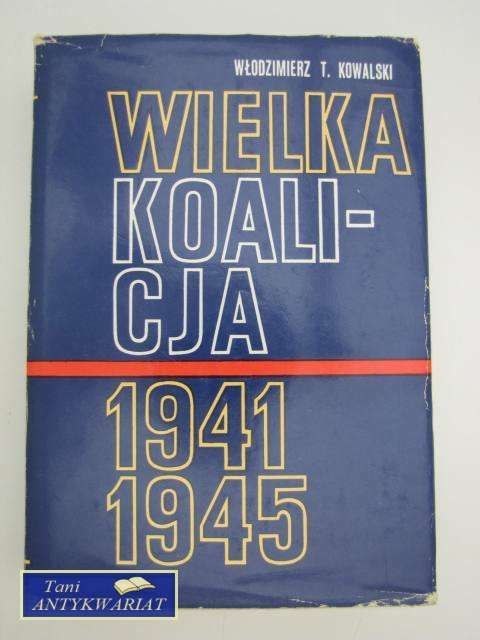 WŁODZIMIERZ T. KOWALSKI
WIELKA
KOALI-
CJA
1941
1945
Tani
ANTYKWARIAT